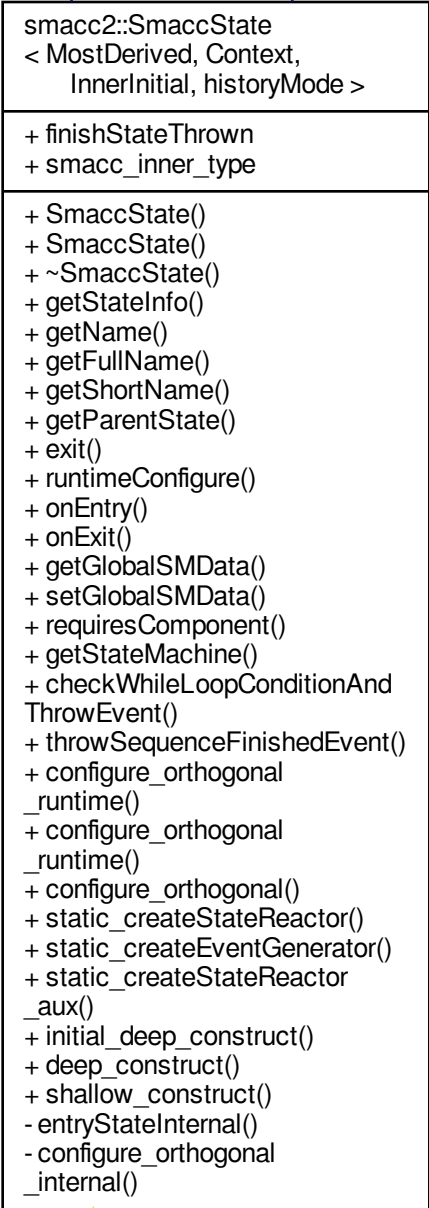 smacc2::SmaccState
< MostDerived, Context,
InnerInitial, historyMode >
+ finishStateThrown
+ smacc_inner_type
+ SmaccState()
+ SmaccState()
+ ~SmaccState()
+ getStateInfo()
+ getName()
+ getFullName()
+ getShortName()
+ getParentState()
+ exit()
+ runtimeConfigure()
+ onEntry()
+ onExit()
+ getGlobalSMData()
+ setGlobalSMData()
+ requiresComponent()
+ getStateMachine()
+ checkWhileLoopConditionAnd
ThrowEvent()
+ throwSequenceFinishedEvent()
+ configure_orthogonal
_runtime()
+ configure_orthogonal
_runtime()
+ configure_orthogonal()
+ static_createStateReactor()
+ static_createEventGenerator()
+ static_createStateReactor
_aux()
+ initial_deep_construct()
+ deep_construct()
+ shallow_construct()
- entryStateInternal()
- configure_orthogonal
_internal()